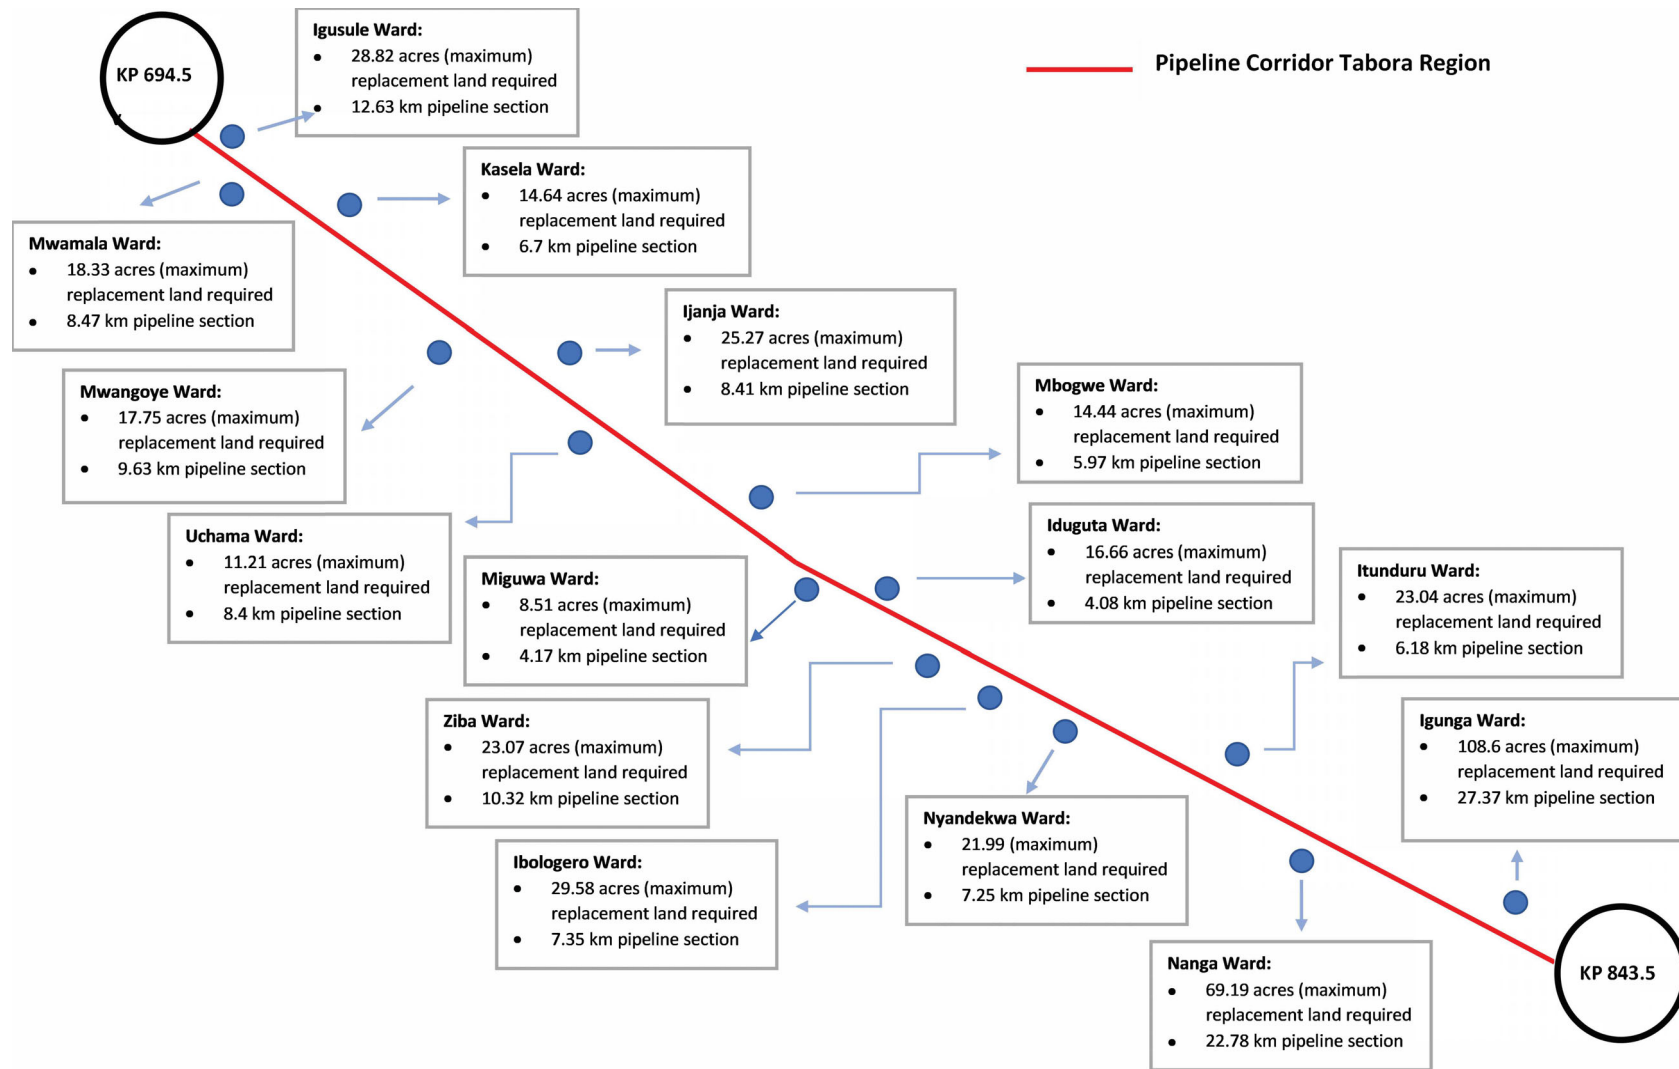 KP 694.5
Igusule Ward:
• 28.82 acres (maximum)
replacement land required
• 12.63 km pipeline section
Pipeline Corridor Tabora Region
Kasela Ward:
• 14.64 acres (maximum)
replacement land required
• 6.7 km pipeline section
Mwamala Ward:
• 18.33 acres (maximum)
replacement land required
• 8.47 km pipeline section
Ijanja Ward:
• 25.27 acres (maximum)
replacement land required
• 8.41 km pipeline section
Mwangoye Ward:
• 17.75 acres (maximum)
replacement land required
• 9.63 km pipeline section
Mbogwe Ward:
• 14.44 acres (maximum)
replacement land required
• 5.97 km pipeline section
Uchama Ward:
• 11.21 acres (maximum)
replacement land required
• 8.4 km pipeline section
Iduguta Ward:
• 16.66 acres (maximum)
replacement land required
• 4.08 km pipeline section
Miguwa Ward:
• 8.51 acres (maximum)
replacement land required
• 4.17 km pipeline section
Itunduru Ward:
• 23.04 acres (maximum)
replacement land required
• 6.18 km pipeline section
Ziba Ward:
• 23.07 acres (maximum)
replacement land required
• 10.32 km pipeline section
Igunga Ward:
• 108.6 acres (maximum)
replacement land required
• 27.37 km pipeline section
Nyandekwa Ward:
• 21.99 (maximum)
replacement land required
• 7.25 km pipeline section
Ibologero Ward:
• 29.58 acres (maximum)
replacement land required
• 7.35 km pipeline section
Nanga Ward:
• 69.19 acres (maximum)
replacement land required
• 22.78 km pipeline section
KP 843.5